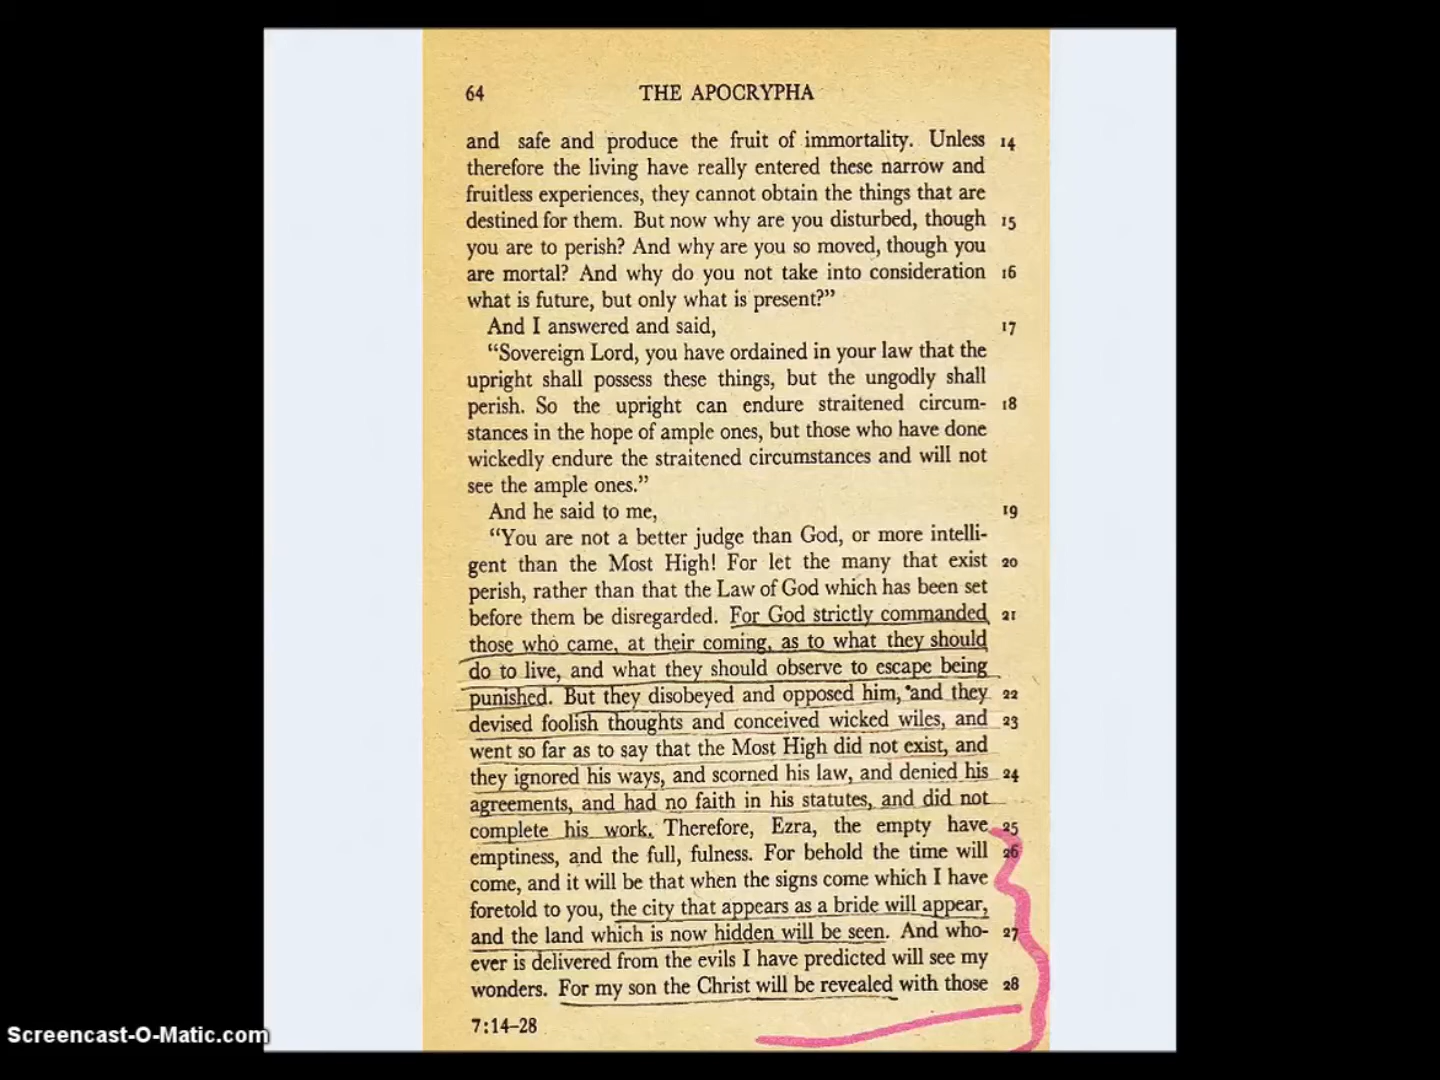 64 THE APOCRYPHA
and safe and produce the fruit of immortality. Unless 14
therefore the living have really entered these narrow and
fruitless experiences, they cannot obtain the things that are
destined for them. But now why are you disturbed, though 15
you are to perish? And why are you so moved, though you
are mortal? And why do you not take into consideration 16
what is future, but only what is present?”
And I answered and said, 17
“Sovereign Lord, you have ordained in your law that the
upright shall possess these things, but the ungodly shall
perish. So the upright can endure straitened circum- 18
stances in the hope of ample ones, but those who have done
wickedly endure the straitened circumstances and will not
see the ample ones.”
And he said to me, 19
“You are not a better judge than God, or more intelli-
gent than the Most High! For let the many that exist 20
perish, rather than that the Law of God which has been set
before them be disregarded. For God strictly commanded 21
those who came, at their coming, as to what they should
do to live, and what they should observe to escape being
punished. But they disobeyed and opposed him, and they 22
devised foolish thoughts and conceived wicked wiles, and 23
went so far as to say that the Most High did not exist, and
they ignored his ways, and scorned his law, and denied his 24
agreements, and had no faith in his statutes, and did not
complete his work. Therefore, Ezra, the empty have 25
emptiness, and the full, fulness. For behold the time will 26
come, and it will be that when the signs come which I have
foretold to you, the city that appears as a bride will appear,
and the land which is now hidden will be seen. And who- 27
ever is delivered from the evils I have predicted will see my
wonders. For my son the Christ will be revealed with those 28
7:14–28
Screencast-O-Matic.com